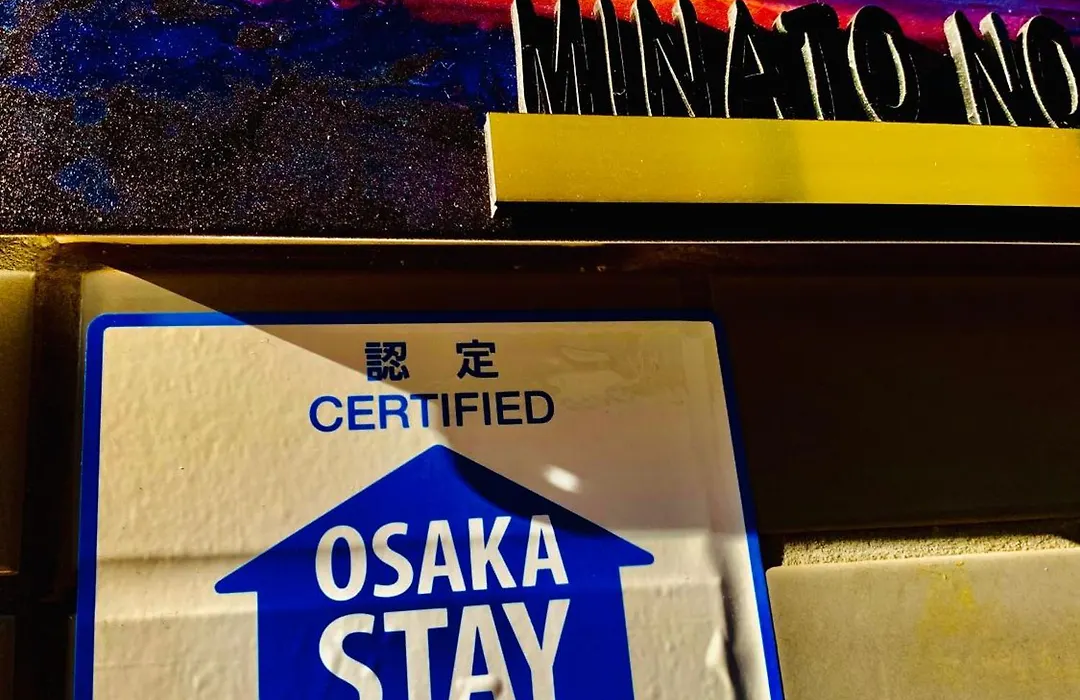 MINATO NO
認 定
CERTIFIED
OSAKA
STAY